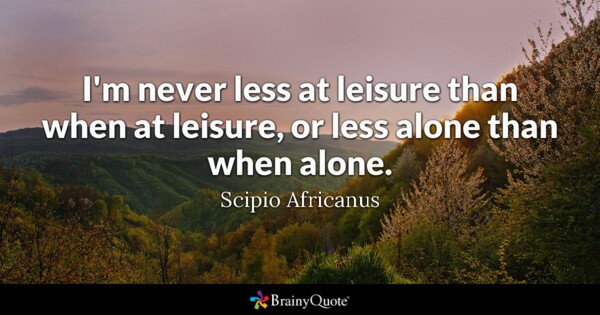 I'm never less at leisure than
when at leisure, or less alone than
when alone.
Scipio Africanus
BrainyQuote®